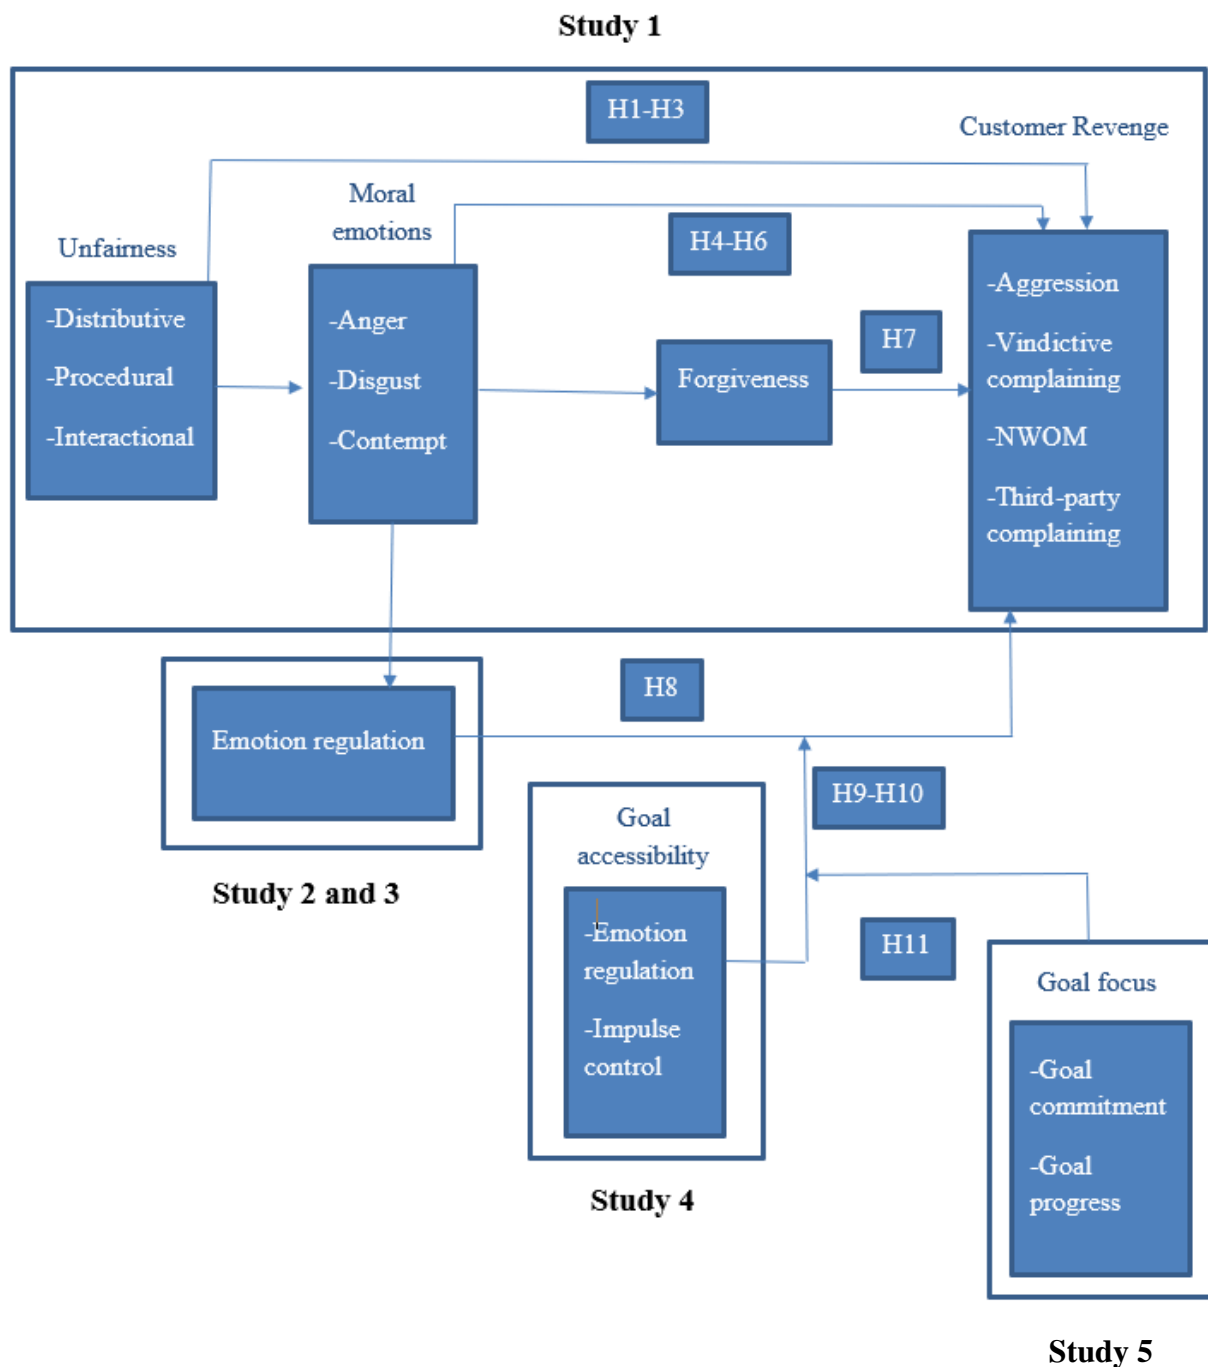 Study 1
H1-H3
Customer Revenge
Moral
emotions
Unfairness
H4-H6
-Distributive
-Procedural
-Interactional
-Anger
-Disgust
-Contempt
Forgiveness
H7
-Aggression
-Vindictive
complaining
-NWOM
-Third-party
complaining
H8
Emotion regulation
Study 2 and 3
H9-H10
Goal
accessibility
-Emotion
regulation
-Impulse
control
Study 4
H11
Goal focus
-Goal
commitment
-Goal
progress
Study 5